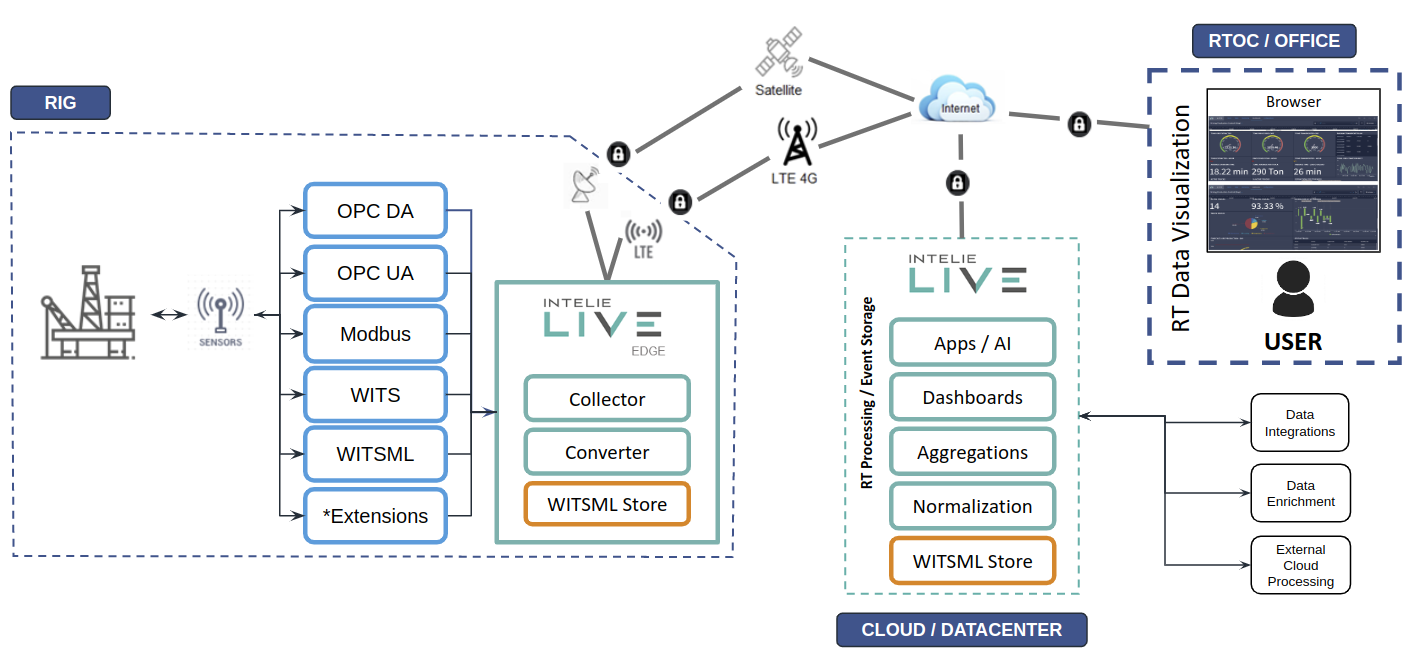 RIG
SENSORS
OPC DA
OPC UA
Modbus
WITS
WITSML
*Extensions
LTE
INTELIE
LIVE
EDGE
Collector
Converter
WITSML Store
Satellite
LTE 4G
Internet
INTELIE
LIVE
RT Processing / Event Storage
Apps / AI
Dashboards
Aggregations
Normalization
WITSML Store
CLOUD / DATACENTER
RTOC / OFFICE
RT Data Visualization
Browser
18.22 min
290 Ton
26 min
14
93.33 %
USER
Data
Integrations
Data
Enrichment
External
Cloud
Processing